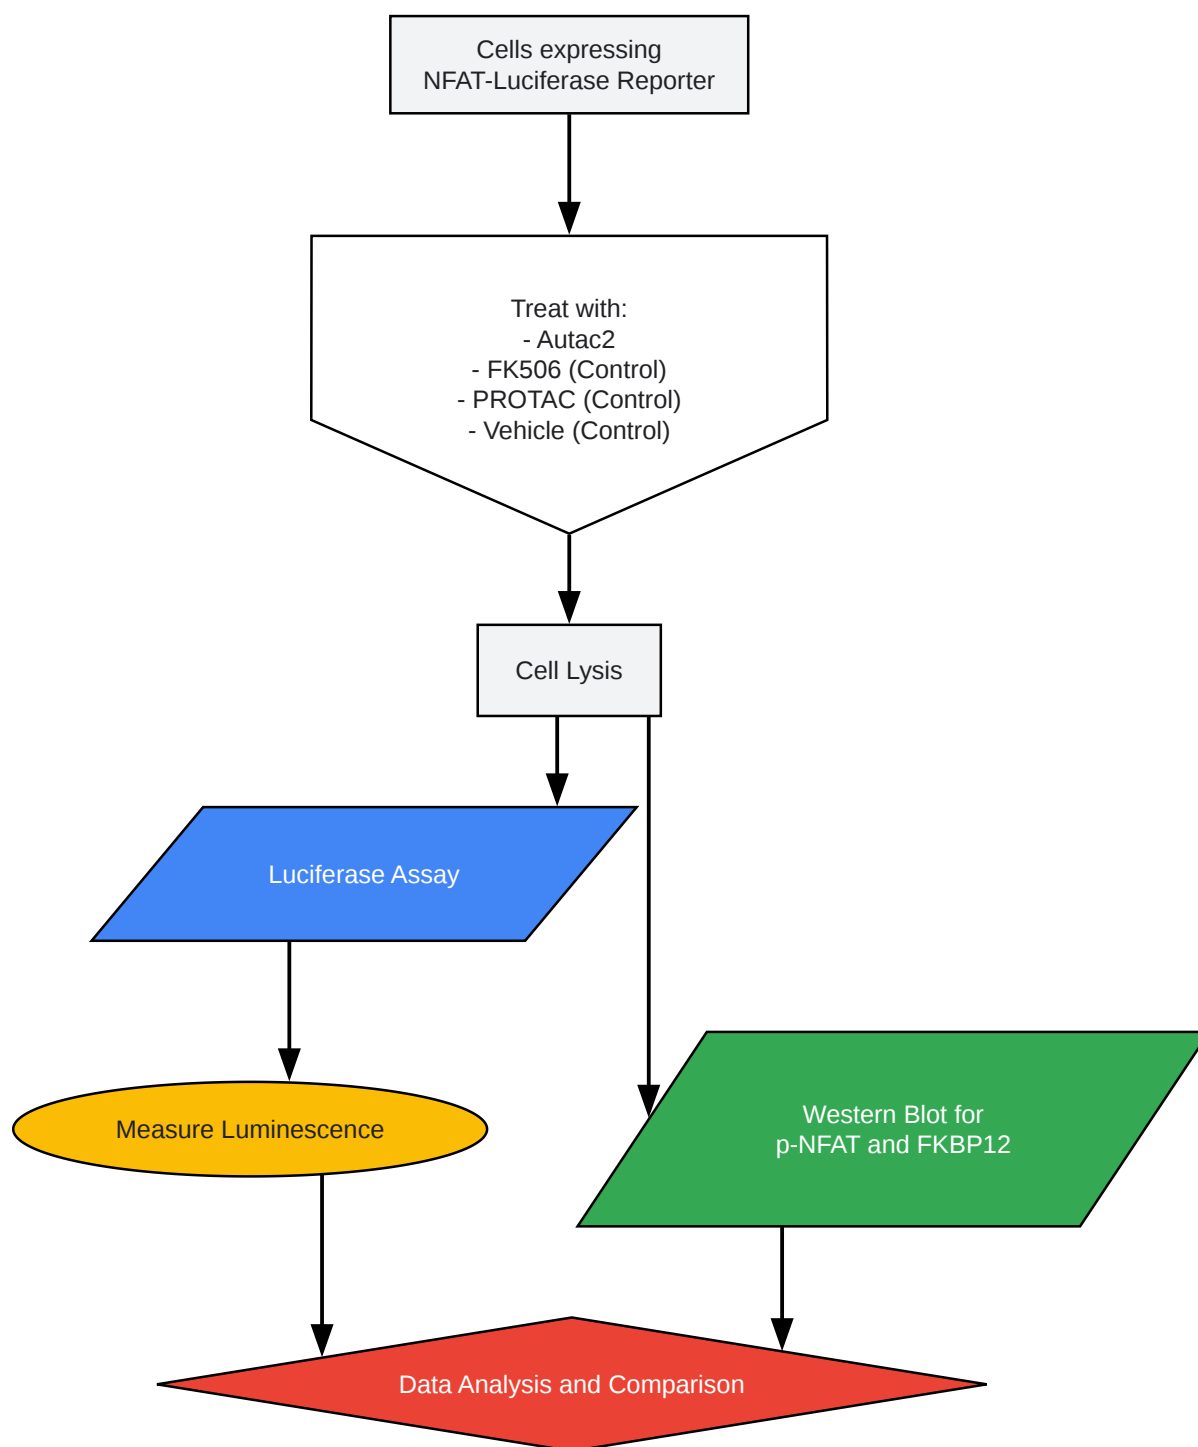 Cells expressing
NFAT-Luciferase Reporter
Treat with:
- Autac2
- FK506 (Control)
- PROTAC (Control)
- Vehicle (Control)
Cell Lysis
Luciferase Assay
Measure Luminescence
Western Blot for
p-NFAT and FKBP12
Data Analysis and Comparison